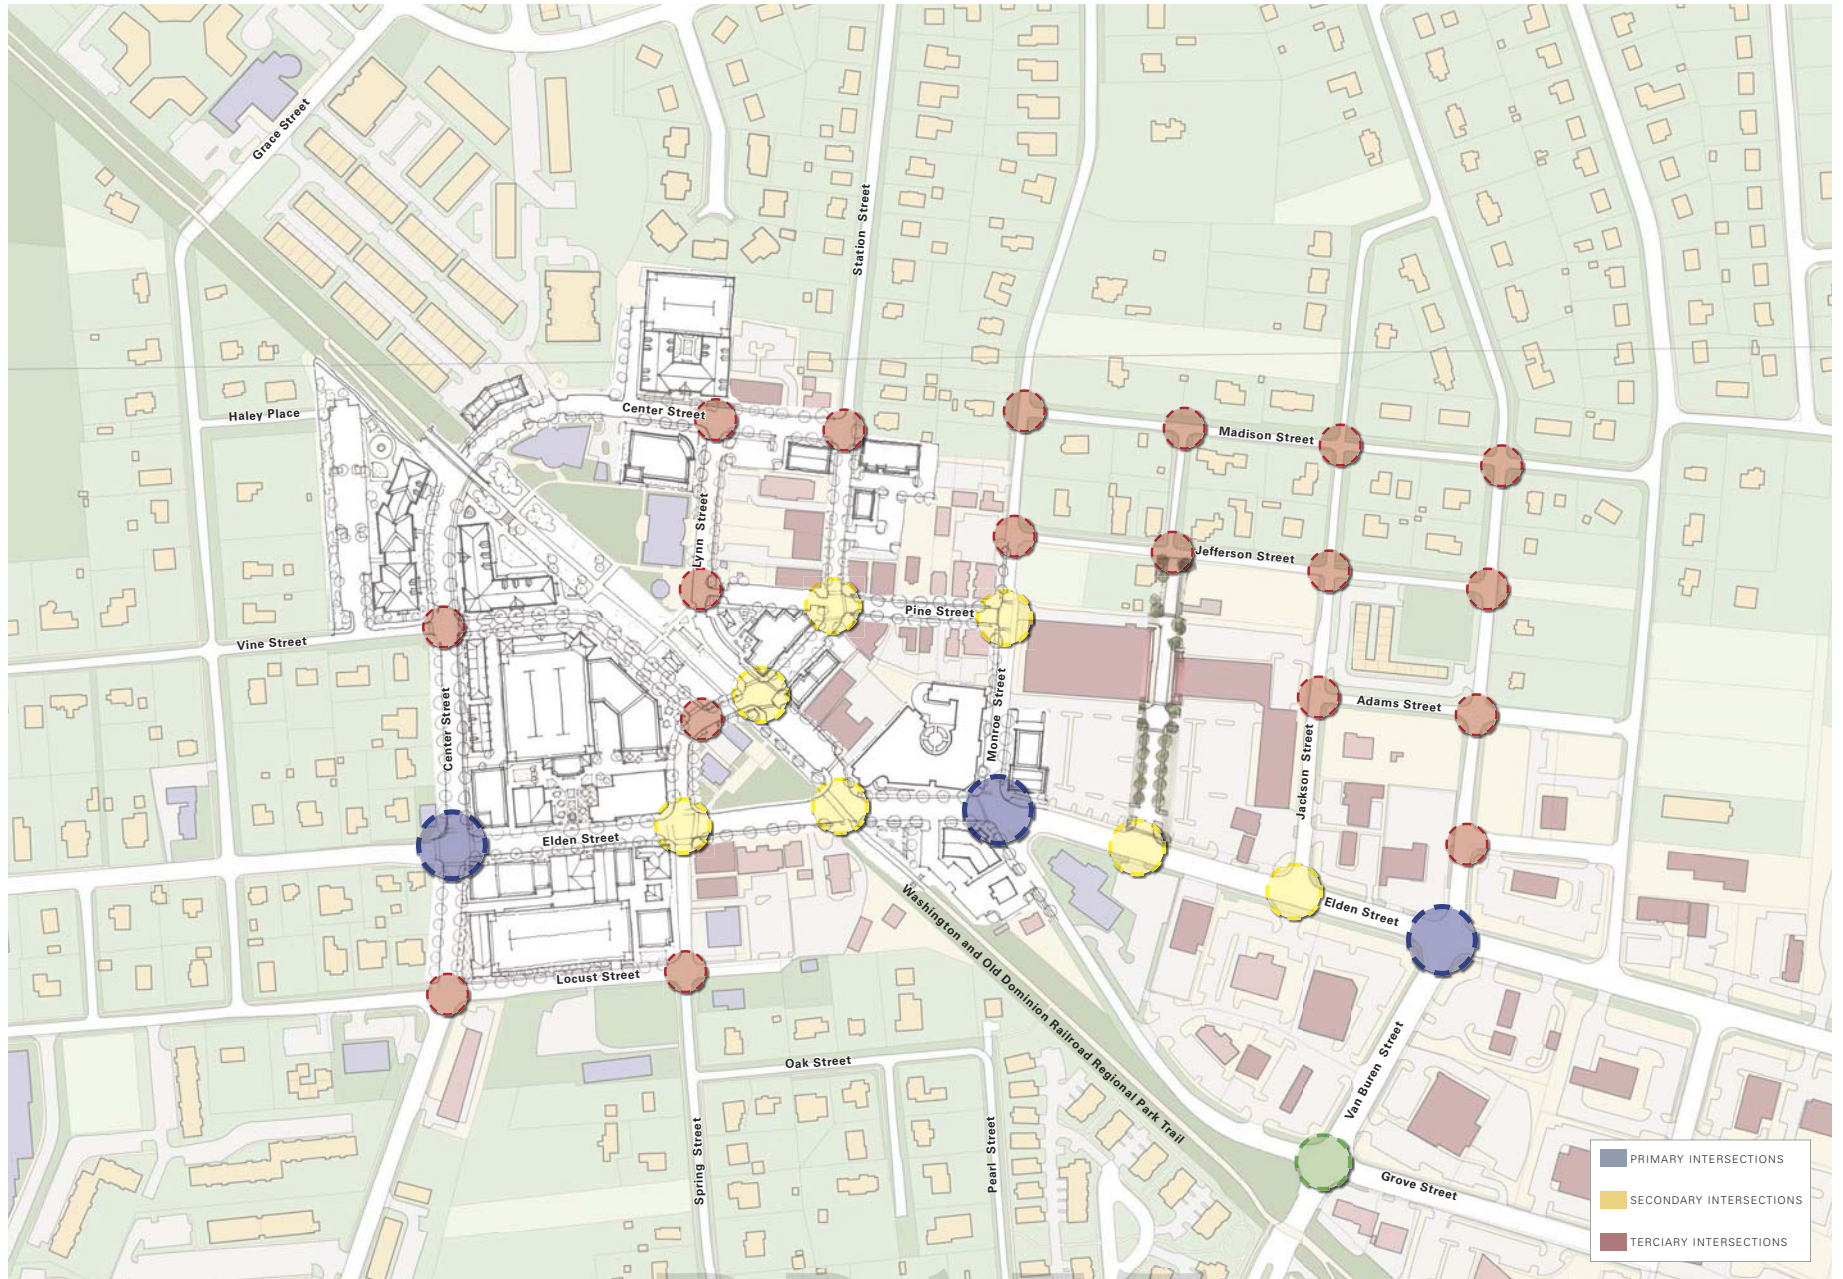 Grace Street
Station Street
Haley Place
Center Street
Madison Street
Lynn Street
Jefferson Street
Pine Street
Vine Street
Center Street
Monroe Street
Adams Street
Jackson Street
Elden Street
Elden Street
Washington and Old Dominion Railroad Regional Park Trail
Locust Street
Oak Street
Van Buren Street
Spring Street
Pearl Street
Grove Street
PRIMARY INTERSECTIONS
SECONDARY INTERSECTIONS
TERCIARY INTERSECTIONS